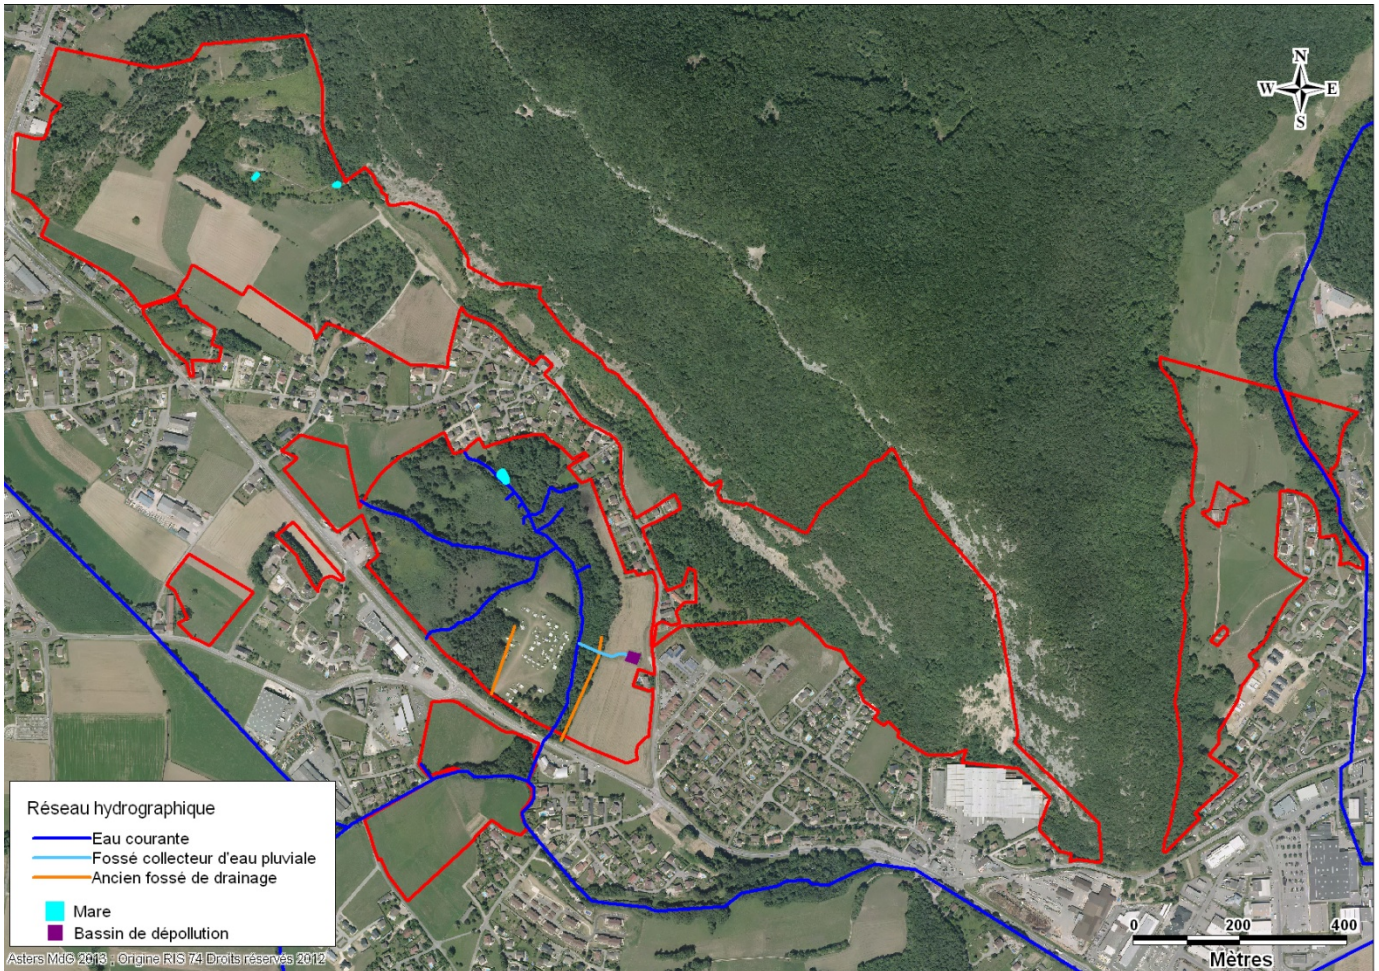 N
W E
S
Réseau hydrographique
Eau courante
Fossé collecteur d'eau pluviale
Ancien fossé de drainage
Mare
Bassin de dépollution
0 200 400
Mètres
Asters MdG 2013 , Origine RIS 74 Droits réservés 2012